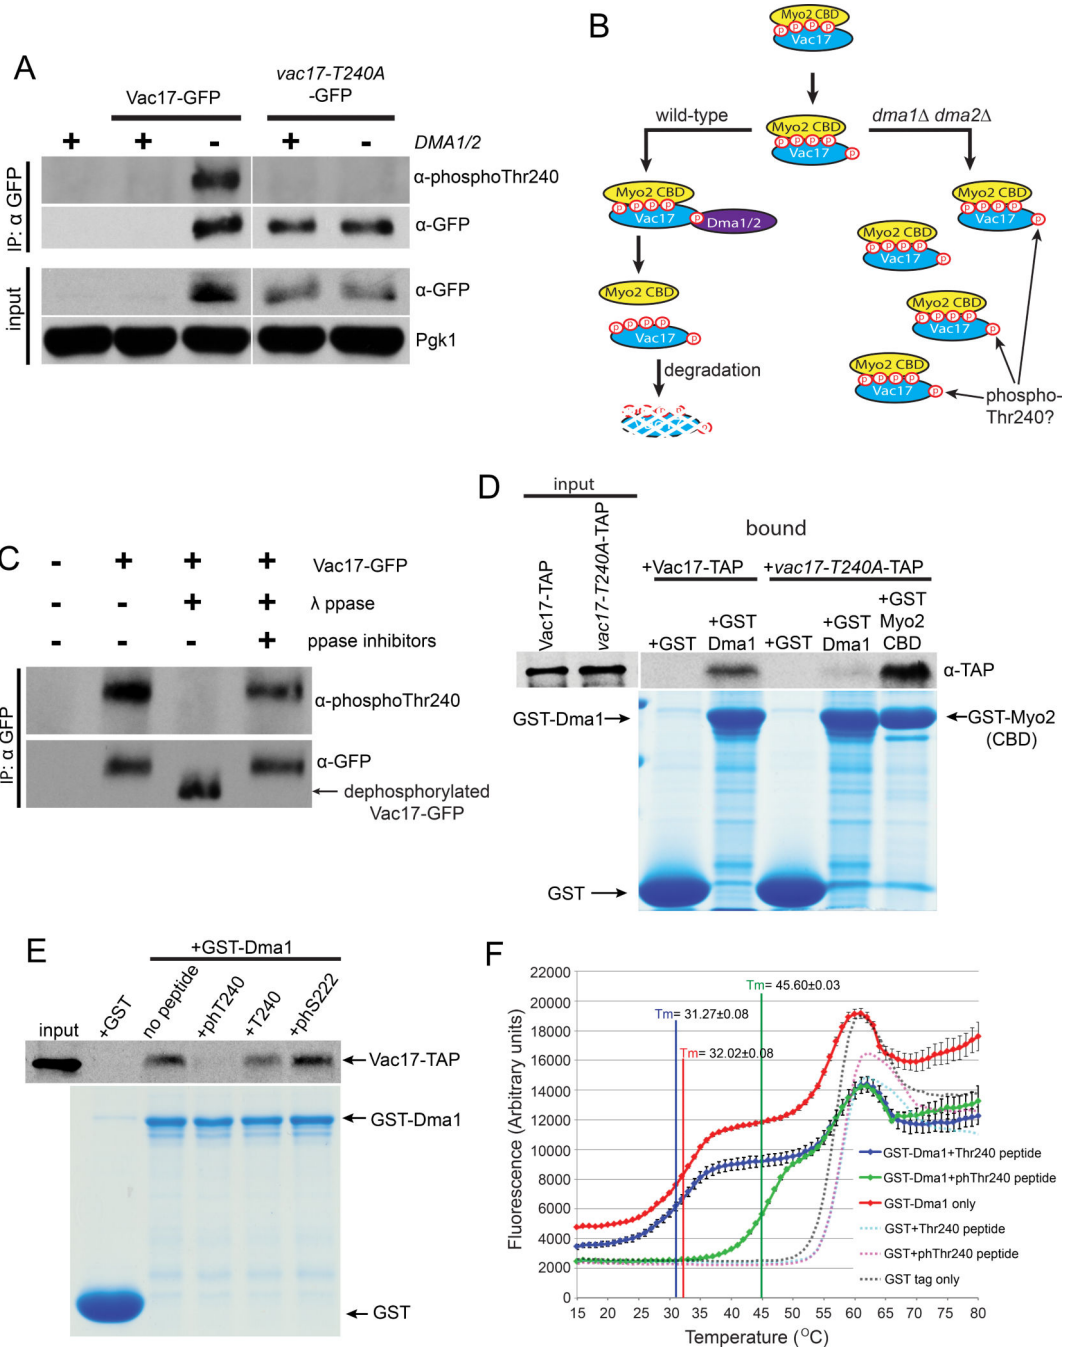 A
Vac17-GFP
vac17-T240A
-GFP
+ + - + - DMA1/2
IP: α GFP
α-phosphoThr240
α-GFP
input
α-GFP
Pgk1
B
Myo2 CBD
p p p p
Vac17
wild-type
dma1Δ dma2Δ
Myo2 CBD
p p p p
Vac17
p
Myo2 CBD
p p p p
Vac17
p
Dma1/2
Myo2 CBD
p p p p
Vac17
p
degradation
Myo2 CBD
p p p p
Vac17
p
Myo2 CBD
p p p p
Vac17
p
Myo2 CBD
p p p p
Vac17
p
Myo2 CBD
p p p p
Vac17
p
phospho-
Thr240?
C
- + + + Vac17-GFP
- - + + λ ppase
- - - + ppase inhibitors
IP: α GFP
α-phosphoThr240
α-GFP
dephosphorylated
Vac17-GFP
D
input
bound
Vac17-TAP
vac17-T240A-TAP
+Vac17-TAP
+vac17-T240A-TAP
+GST
+GST
Dma1
+GST
+GST
Dma1
+GST
Myo2
CBD
α-TAP
GST-Dma1
GST-Myo2
(CBD)
GST
E
+GST-Dma1
input
+GST
no peptide
+phT240
+T240
+phS222
Vac17-TAP
GST-Dma1
GST
F
Fluorescence (Arbitrary units)
22000
20000
18000
16000
14000
12000
10000
8000
6000
4000
2000
0
Tm= 45.60±0.03
Tm= 31.27±0.08
Tm= 32.02±0.08
GST-Dma1+Thr240 peptide
GST-Dma1+phThr240 peptide
GST-Dma1 only
GST+Thr240 peptide
GST+phThr240 peptide
GST tag only
15 20 25 30 35 40 45 50 55 60 65 70 75 80
Temperature (°C)